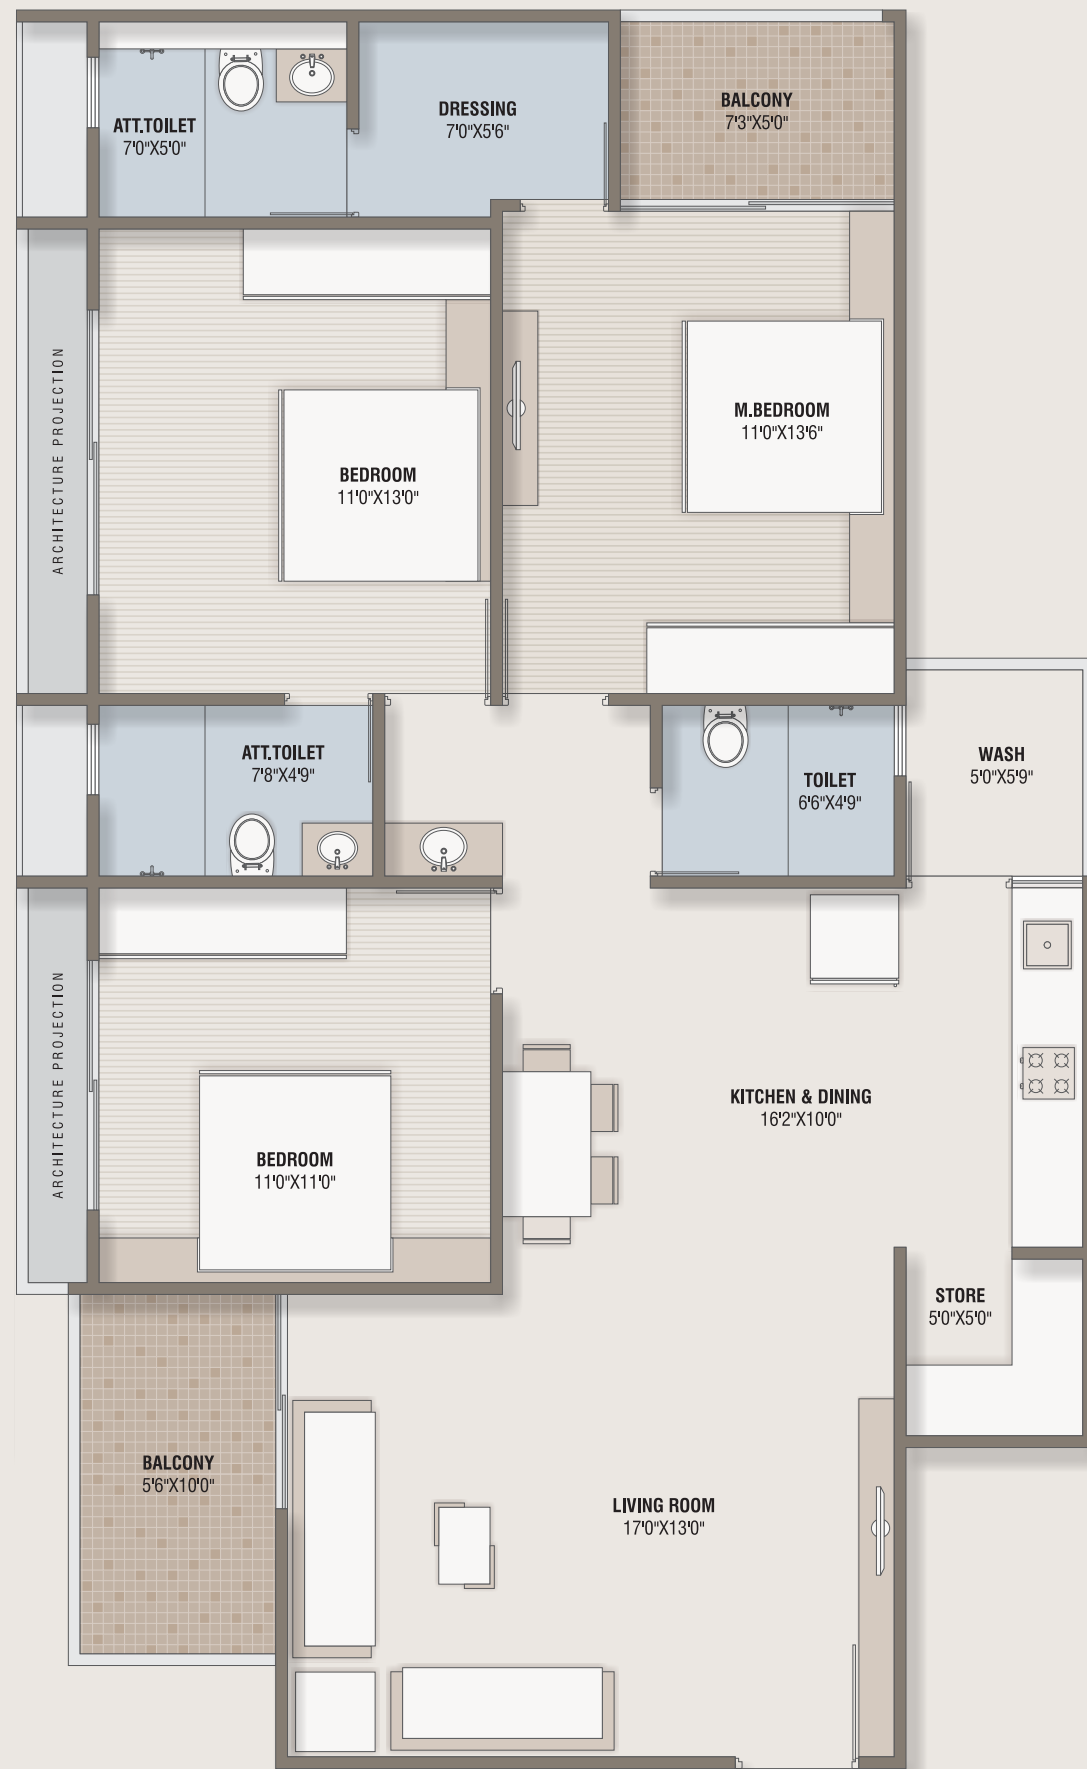 ATT.TOILET
7'0"X5'0"
DRESSING
7'0"X5'6"
BALCONY
7'3"X5'0"
ARCHITECTURE PROJECTION
BEDROOM
11'0"X13'0"
M.BEDROOM
11'0"X13'6"
ATT.TOILET
7'8"X4'9"
TOILET
6'6"X4'9"
WASH
5'0"X5'9"
ARCHITECTURE PROJECTION
BEDROOM
11'0"X11'0"
KITCHEN & DINING
16'2"X10'0"
STORE
5'0"X5'0"
BALCONY
5'6"X10'0"
LIVING ROOM
17'0"X13'0"